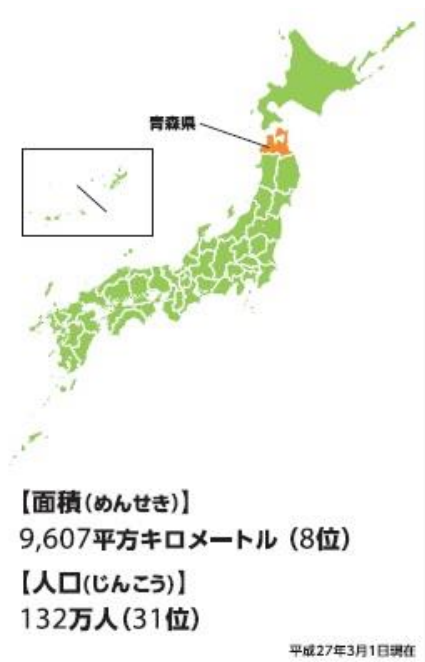 青森県
【面積(めんせき)】
9,607平方キロメートル（8位）
【人口(じんこう)】
132万人(31位)
平成27年3月1日現在